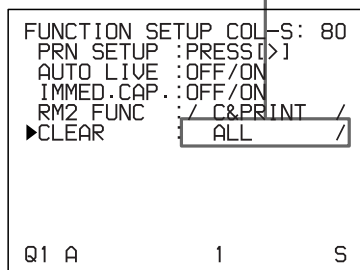 FUNCTION SETUP COL-S: 80
PRN SETUP :PRESS[>]
AUTO LIVE :OFF/ON
IMMED.CAP.:OFF/ON
RM2 FUNC :/ C&PRINT /
▶CLEAR : ALL /
Q1 A 1 S